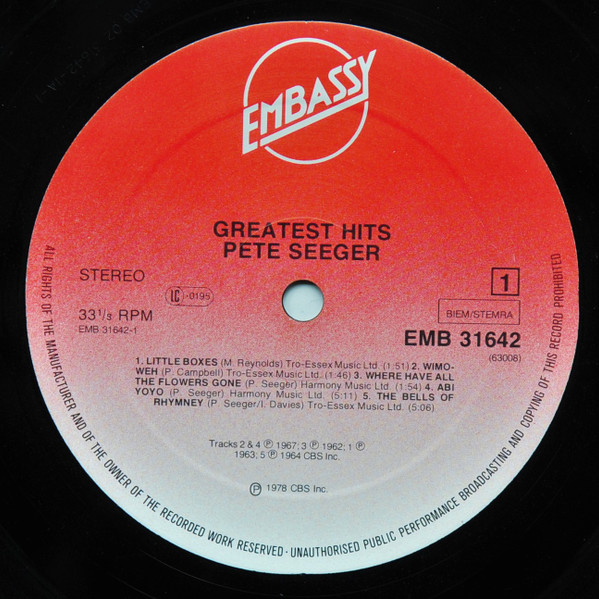 EMBASSY
GREATEST HITS
PETE SEEGER
STEREO
LC -0195
33 1/3 RPM
EMB 31642-1
1
BIEM/STEMRA
EMB 31642
(63008)
1. LITTLE BOXES (M. Reynolds) Tro-Essex Music Ltd. (1:51) 2. WIMO-
WEH (P. Campbell) Tro-Essex Music Ltd. (1:46) 3. WHERE HAVE ALL
THE FLOWERS GONE (P. Seeger) Harmony Music Ltd. (1:54) 4. ABI
YOYO (P. Seeger) Harmony Music Ltd. (5:11) 5. THE BELLS OF
RHYMNEY (P. Seeger/I. Davies) Tro-Essex Music Ltd. (5:06)
Tracks 2 & 4 ℗ 1967; 3 ℗ 1962; 1 ℗
1963; 5 ℗ 1964 CBS Inc.
℗ 1978 CBS Inc.
ALL RIGHTS OF THE MANUFACTURER AND OF THE OWNER OF THE RECORDED WORK RESERVED · UNAUTHORISED PUBLIC PERFORMANCE BROADCASTING AND COPYING OF THIS RECORD PROHIBITED